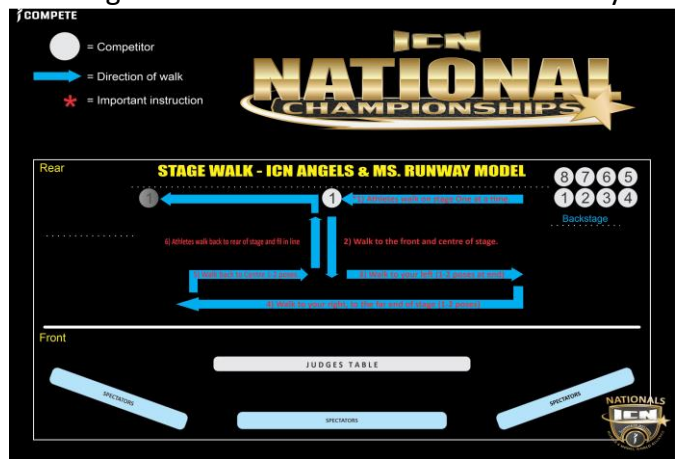 COMPETE
= Competitor
= Direction of walk
* = Important instruction
ICN
NATIONAL
CHAMPIONSHIPS
Rear
STAGE WALK - ICN ANGELS & MS. RUNWAY MODEL
8 7 6 5
1 1 1 2 3 4
1) Athletes walk on stage one at a time
Backstage
6) Athletes walk back to rear of stage and fill in line
2) Walk to the front and centre of stage.
5) Walk back to Centre 1-2 poses.
3) Walk to your left (1-2 poses at end)
4) Walk to your right, to the far end of stage (1-2 poses)
Front
JUDGES TABLE
SPECTATORS
SPECTATORS
SPECTATORS
NATIONALS
ICN